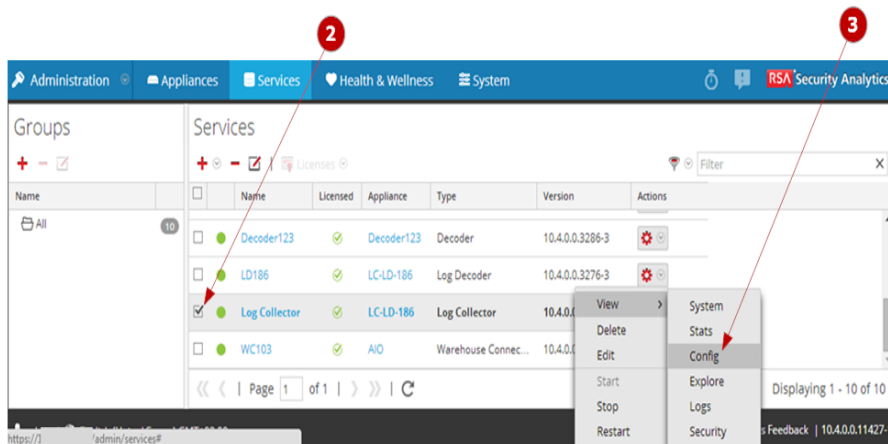 2
3
Administration Appliances Services Health & Wellness System RSA Security Analytics
Groups Services
Licenses Filter X
Name Name Licensed Appliance Type Version Actions
All 10
Decoder123 Decoder123 Decoder 10.4.0.0.3286-3
LD186 LC-LD-186 Log Decoder 10.4.0.0.3276-3
Log Collector LC-LD-186 Log Collector 10.4.0
WC103 AIO Warehouse Connec... 10.4.0.0
View > System
Delete Stats
Edit Config
Start Explore
Stop Logs
Restart Security
Page 1 of 1 Displaying 1 - 10 of 10
Feedback | 10.4.0.0.11427-
https:// /admin/services#